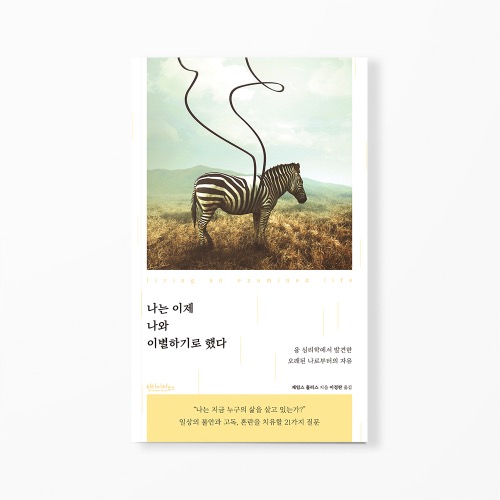 living an examined life
나는 이제
나와
이별하기로 했다
융 심리학에서 발견한
오래된 나로부터의 자유
제임스 홀리스 지음 이정란 옮김
“나는 지금 누구의 삶을 살고 있는가?”
일상의 불안과 고독, 혼란을 치유할 21가지 질문